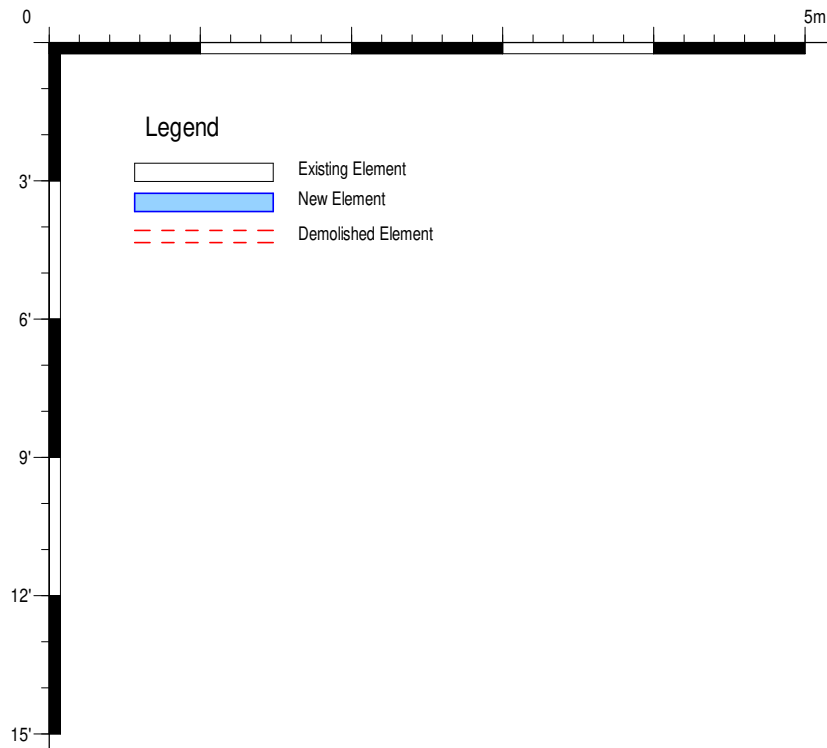 0 5m
Legend
Existing Element
3'
New Element
Demolished Element
6'
9'
12'
15'